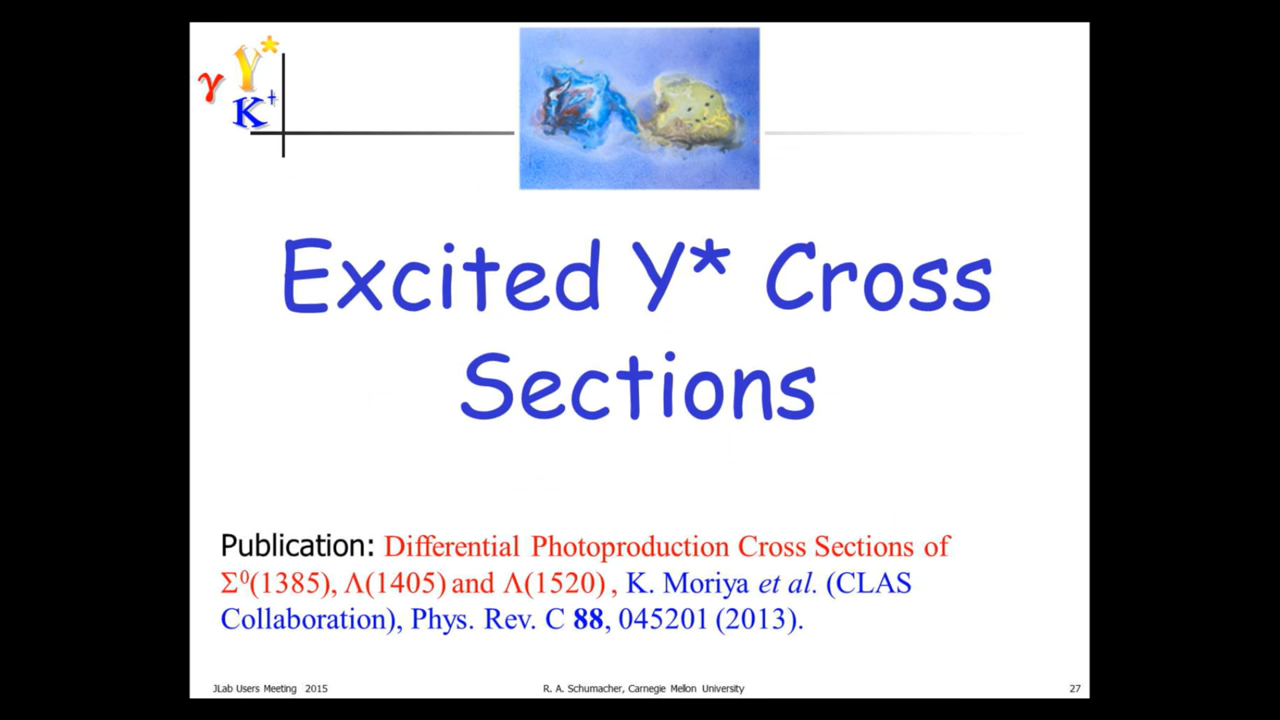 γ Y*
K⁺
Excited Y* Cross
Sections
Publication: Differential Photoproduction Cross Sections of
Σ⁰(1385), Λ(1405) and Λ(1520) , K. Moriya et al. (CLAS
Collaboration), Phys. Rev. C 88, 045201 (2013).
JLab Users Meeting 2015
R. A. Schumacher, Carnegie Mellon University
27